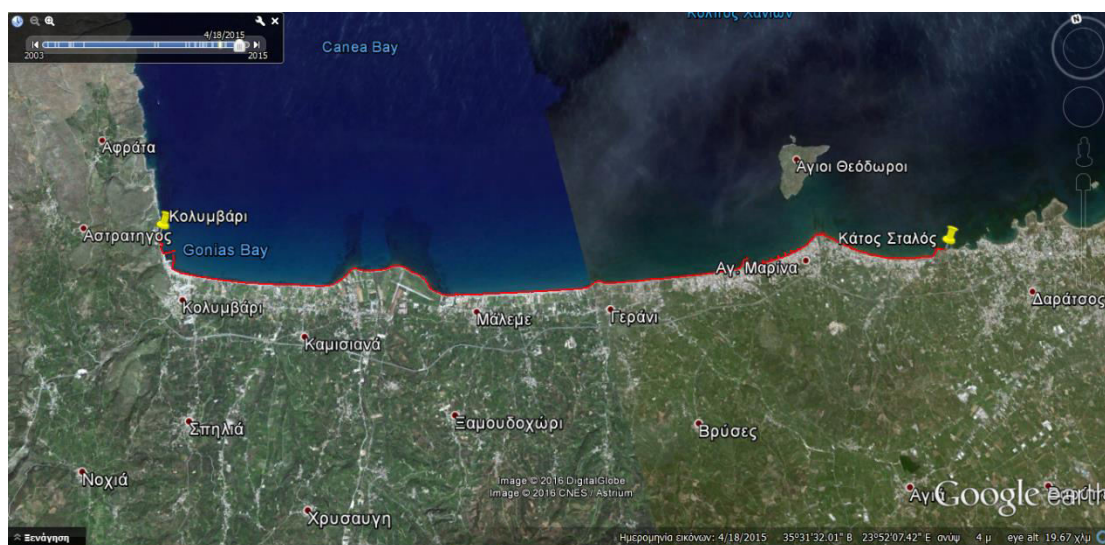 4/18/2015
2003
2015
Canea Bay
Κόλπος Χανίων
Αφράτα
Άγιοι Θεόδωροι
Κολυμβάρι
Αστρατηγός
Gonias Bay
Κάτος Σταλός
Αγ. Μαρίνα
Δαράτσος
Κολυμβάρι
Μάλεμε
Γεράνι
Καμισιανά
Ξαμουδοχώρι
Σπηλιά
Βρύσες
Νοχιά
Image © 2016 DigitalGlobe
Image © 2016 CNES / Astrium
Αγιά
Google earth
Χρυσαυγη
Ξενάγηση
Ημερομηνία εικόνων: 4/18/2015 35°31'32.01" Β 23°52'07.42" Ε ανύψ 4 μ eye alt 19.67 χλμ
N